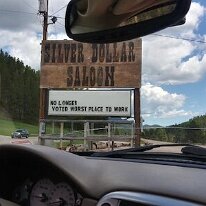 SILVER DOLLAR
SALOON
NO LONGER
VOTED WORST PLACE TO WORK